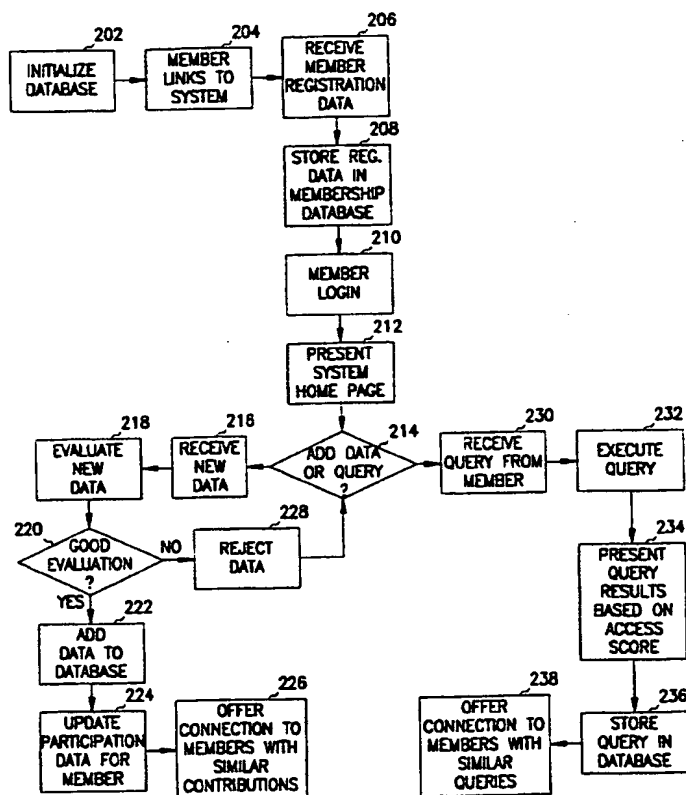 202
INITIALIZE
DATABASE
204
MEMBER
LINKS TO
SYSTEM
206
RECEIVE
MEMBER
REGISTRATION
DATA
208
STORE REG.
DATA IN
MEMBERSHIP
DATABASE
210
MEMBER
LOGIN
212
PRESENT
SYSTEM
HOME PAGE
214
ADD DATA
OR QUERY
?
216
RECEIVE
NEW
DATA
218
EVALUATE
NEW
DATA
220
GOOD
EVALUATION
?
NO
228
REJECT
DATA
YES
222
ADD
DATA TO
DATABASE
224
UPDATE
PARTICIPATION
DATA FOR
MEMBER
226
OFFER
CONNECTION TO
MEMBERS WITH
SIMILAR
CONTRIBUTIONS
230
RECEIVE
QUERY FROM
MEMBER
232
EXECUTE
QUERY
234
PRESENT
QUERY
RESULTS
BASED ON
ACCESS
SCORE
236
STORE
QUERY IN
DATABASE
238
OFFER
CONNECTION TO
MEMBERS WITH
SIMILAR
QUERIES